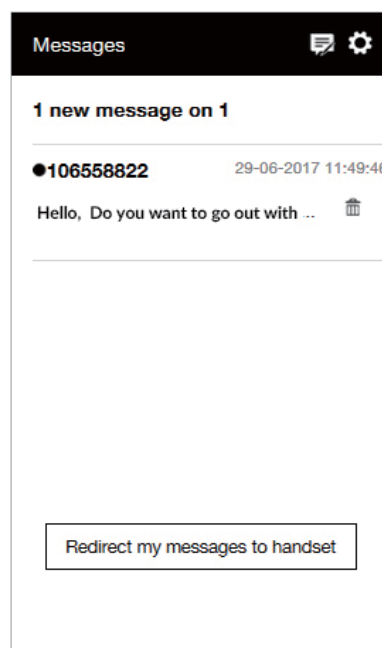 Messages
1 new message on 1
106558822 29-06-2017 11:49:46
Hello, Do you want to go out with ...
Redirect my messages to handset